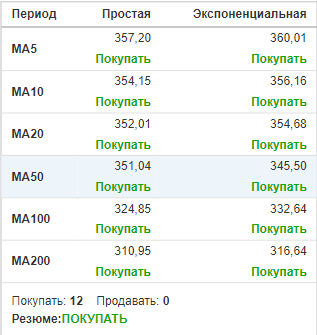 Период Простая Экспоненциальная
MA5 357,20 360,01
Покупать Покупать
MA10 354,15 356,16
Покупать Покупать
MA20 352,01 354,68
Покупать Покупать
MA50 351,04 345,50
Покупать Покупать
MA100 324,85 332,64
Покупать Покупать
MA200 310,95 316,64
Покупать Покупать
Покупать: 12 Продавать: 0
Резюме:ПОКУПАТЬ